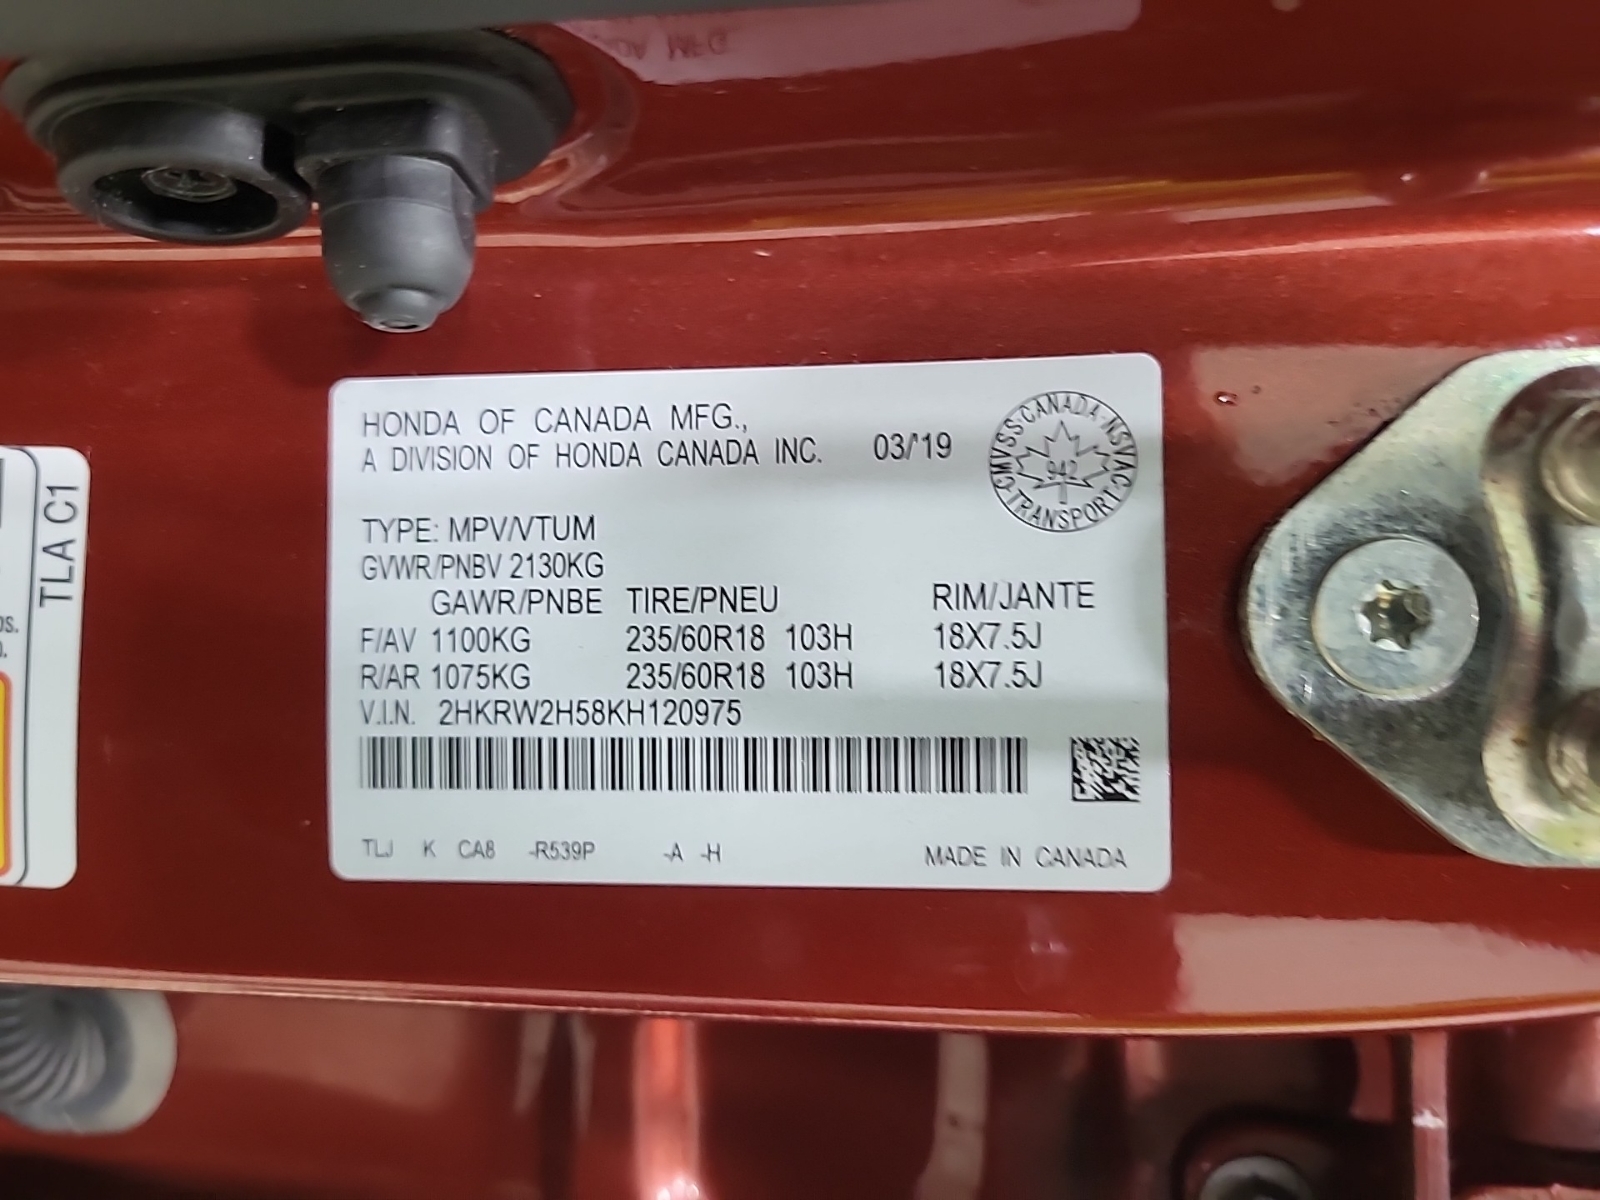 HONDA OF CANADA MFG.,
A DIVISION OF HONDA CANADA INC. 03/'19
CMVSS·CANADA·NSVAC·TRANSPORT·
942
TYPE: MPV/VTUM
GVWR/PNBV 2130KG
GAWR/PNBE TIRE/PNEU RIM/JANTE
F/AV 1100KG 235/60R18 103H 18X7.5J
R/AR 1075KG 235/60R18 103H 18X7.5J
V.I.N. 2HKRW2H58KH120975
TLJ K CA8 -R539P -A -H MADE IN CANADA
TLA C1